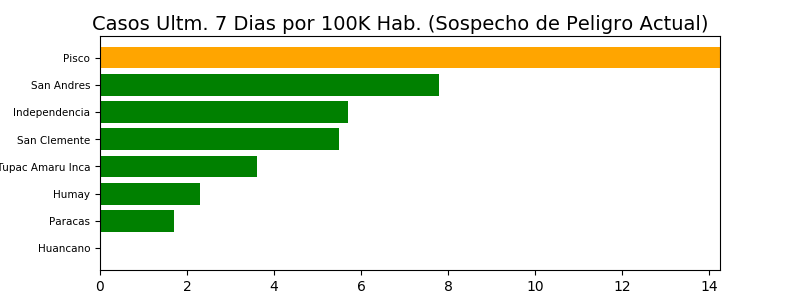 Casos Ultm. 7 Dias por 100K Hab. (Sospecho de Peligro Actual)
Pisco
San Andres
Independencia
San Clemente
Tupac Amaru Inca
Humay
Paracas
Huancano
0 2 4 6 8 10 12 14